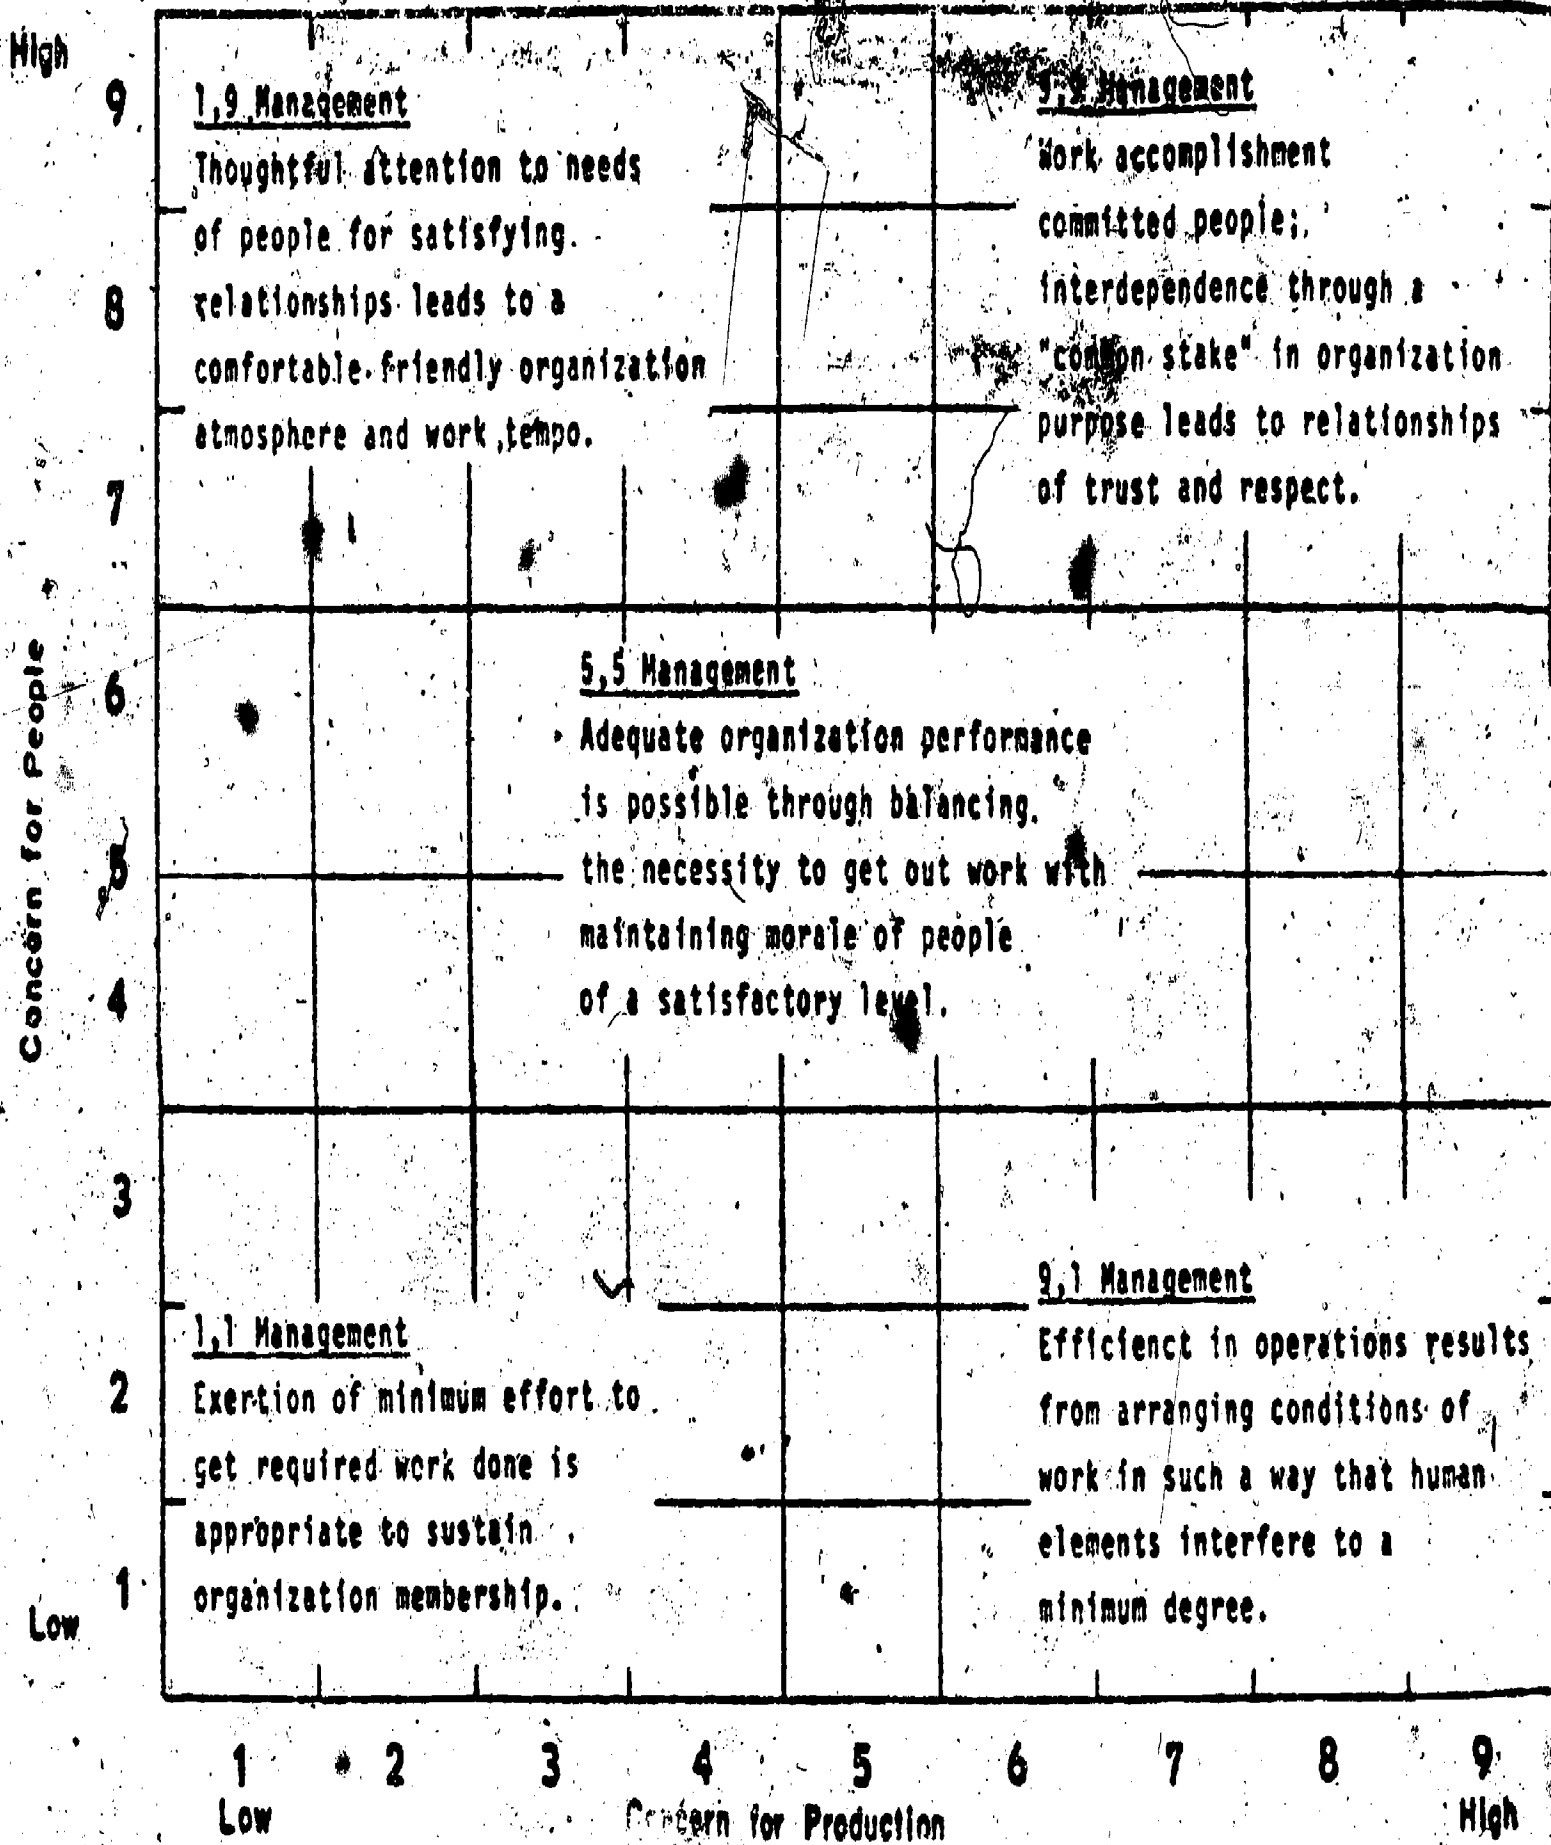 High
9
1,9 Management
Thoughtful attention to needs
of people for satisfying
relationships leads to a
comfortable friendly organization
atmosphere and work tempo.
9,9 Management
Work accomplishment
committed people;
interdependence through a
"common stake" in organization
purpose leads to relationships
of trust and respect.
8
7
Concern for People
6
5
4
5,5 Management
Adequate organization performance
is possible through balancing
the necessity to get out work with
maintaining morale of people
of a satisfactory level.
3
2
1
Low
1,1 Management
Exertion of minimum effort to
get required work done is
appropriate to sustain
organization membership.
9,1 Management
Efficienct in operations results
from arranging conditions of
work in such a way that human
elements interfere to a
minimum degree.
1 2 3 4 5 6 7 8 9
Low Concern for Production High